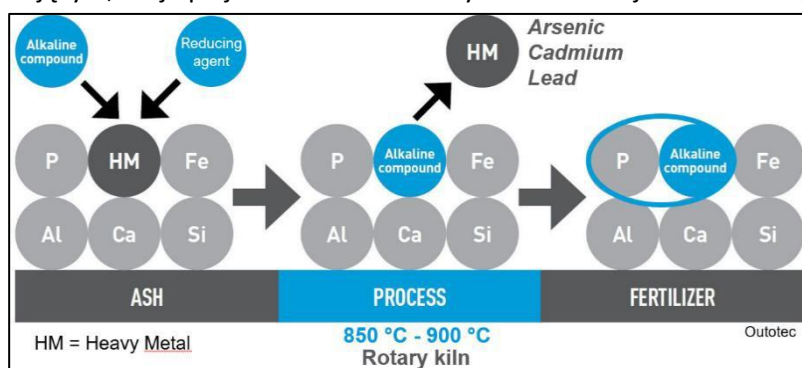 Alkaline
compound
Reducing
agent
HM
Arsenic
Cadmium
Lead
P HM Fe
P Alkaline compound Fe
P Alkaline compound Fe
Al Ca Si
Al Ca Si
Al Ca Si
ASH
PROCESS
FERTILIZER
HM = Heavy Metal
850 °C - 900 °C
Rotary kiln
Outotec